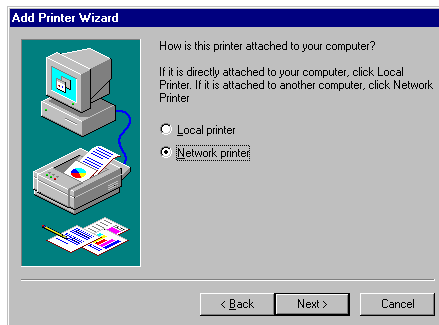 Add Printer Wizard
How is this printer attached to your computer?
If it is directly attached to your computer, click Local
Printer. If it is attached to another computer, click Network
Printer
Local printer
Network printer
< Back
Next >
Cancel